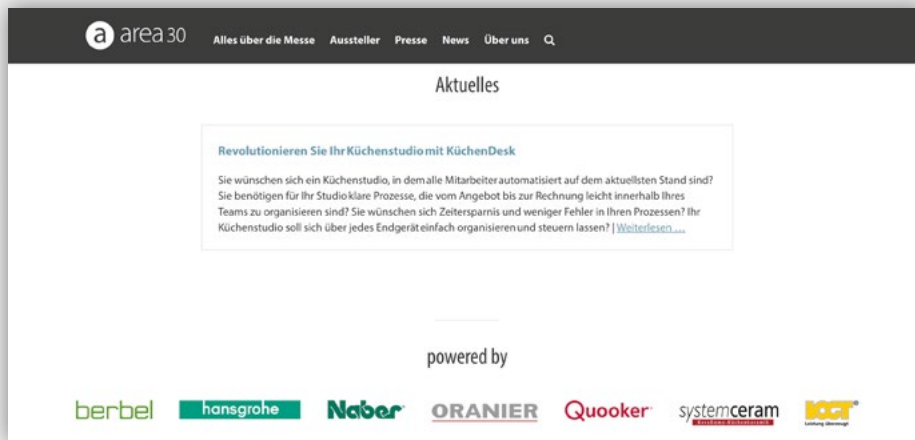 a area30 Alles über die Messe Aussteller Presse News Über uns
Aktuelles
Revolutionieren Sie Ihr Küchenstudio mit KüchenDesk
Sie wünschen sich ein Küchenstudio, in dem alle Mitarbeiter automatisiert auf dem aktuellsten Stand sind?
Sie benötigen für Ihr Studio klare Prozesse, die vom Angebot bis zur Rechnung leicht innerhalb Ihres
Teams zu organisieren sind? Sie wünschen sich Zeitersparnis und weniger Fehler in Ihren Prozessen? Ihr
Küchenstudio soll sich über jedes Endgerät einfach organisieren und steuern lassen? | Weiterlesen …
powered by
berbel hansgrohe Naber ORANIER Quooker systemceram
Leistung überzeugt